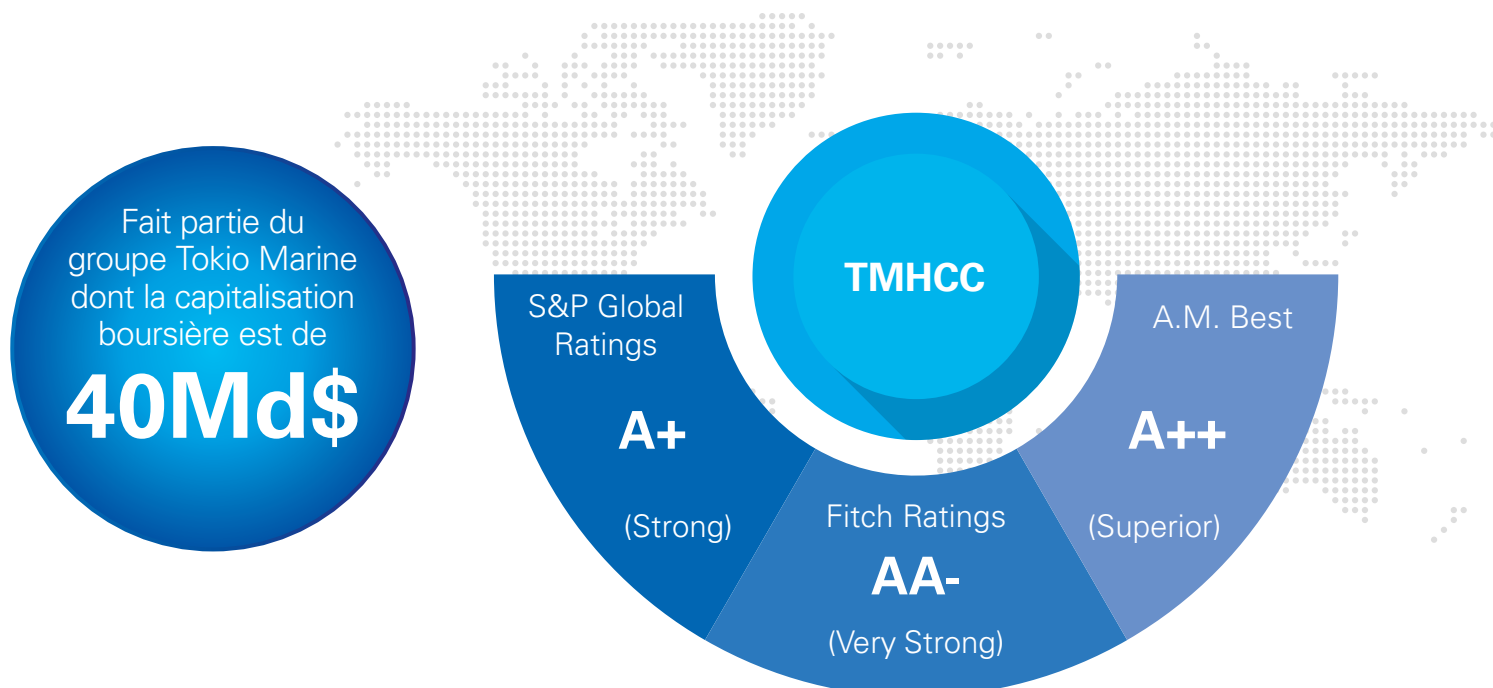 Fait partie du
groupe Tokio Marine
dont la capitalisation
boursière est de
40Md$
TMHCC
S&P Global
Ratings
A+
(Strong)
Fitch Ratings
AA-
(Very Strong)
A.M. Best
A++
(Superior)